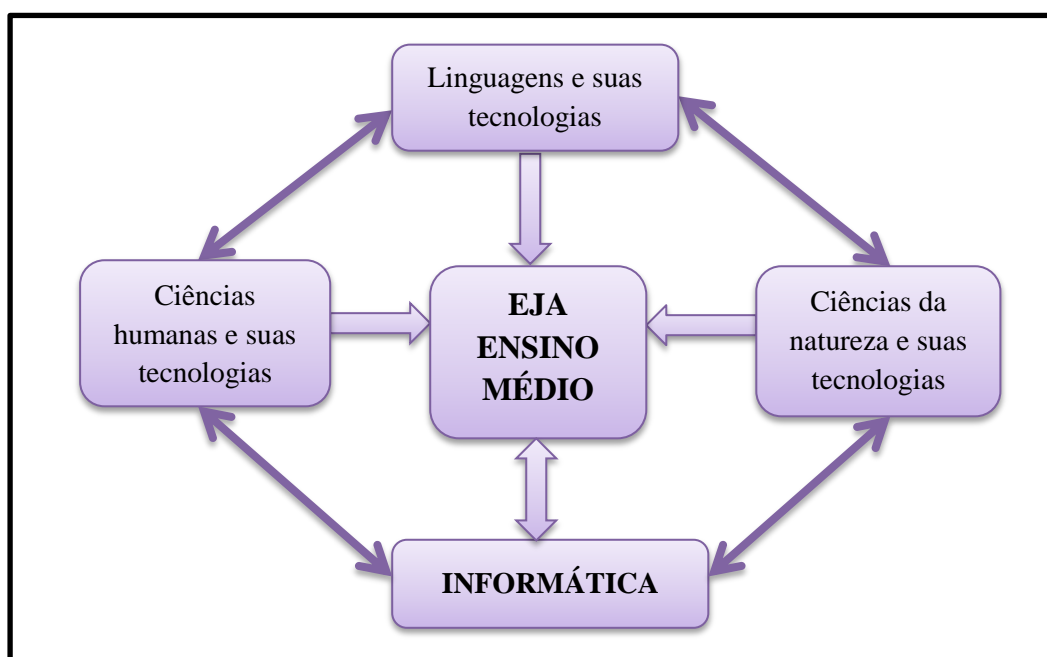 Linguagens e suas
tecnologias
Ciências
humanas e suas
tecnologias
EJA
ENSINO
MÉDIO
Ciências da
natureza e suas
tecnologias
INFORMÁTICA